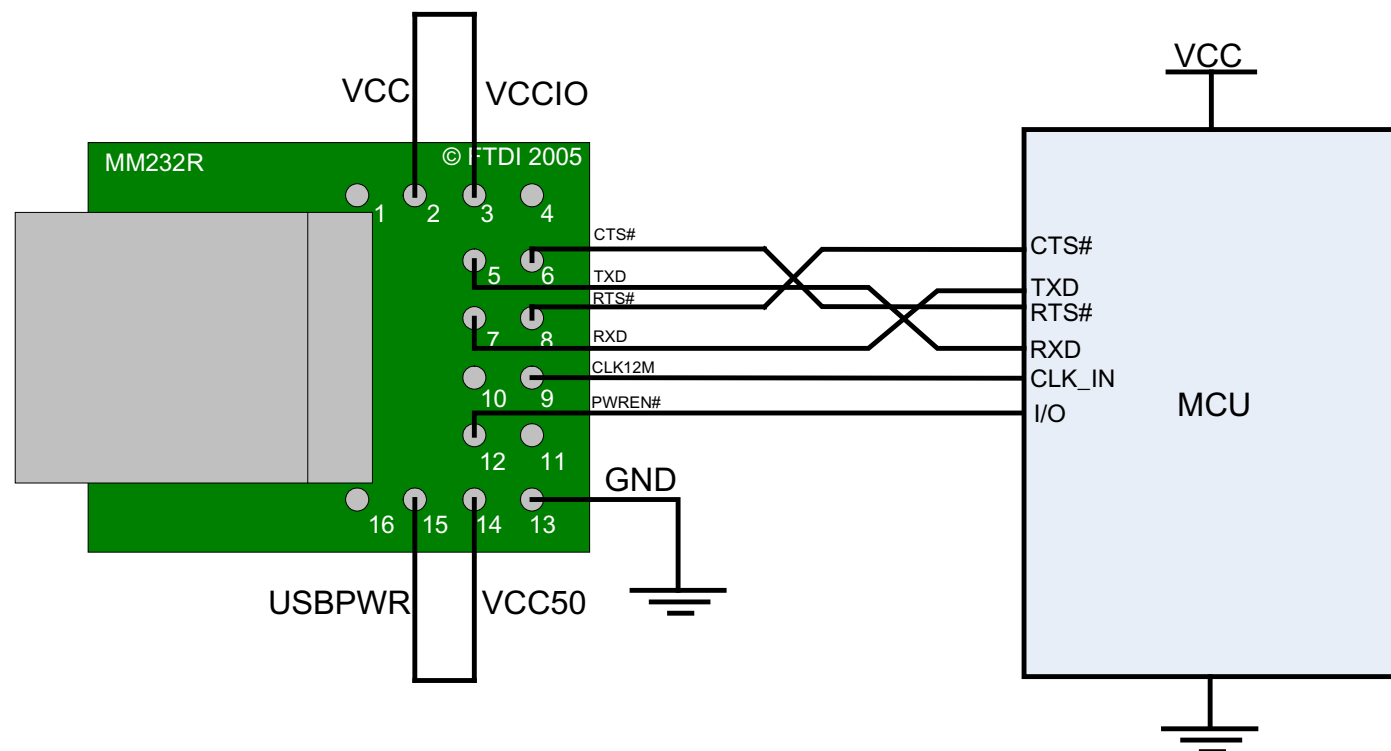 VCC
VCC
VCCIO
MM232R
© FTDI 2005
1
2
3
4
CTS#
CTS#
5
6
TXD
TXD
RTS#
RTS#
7
8
RXD
RXD
CLK12M
CLK_IN
10
9
PWREN#
I/O
MCU
12
11
GND
16
15
14
13
USBPWR
VCC50